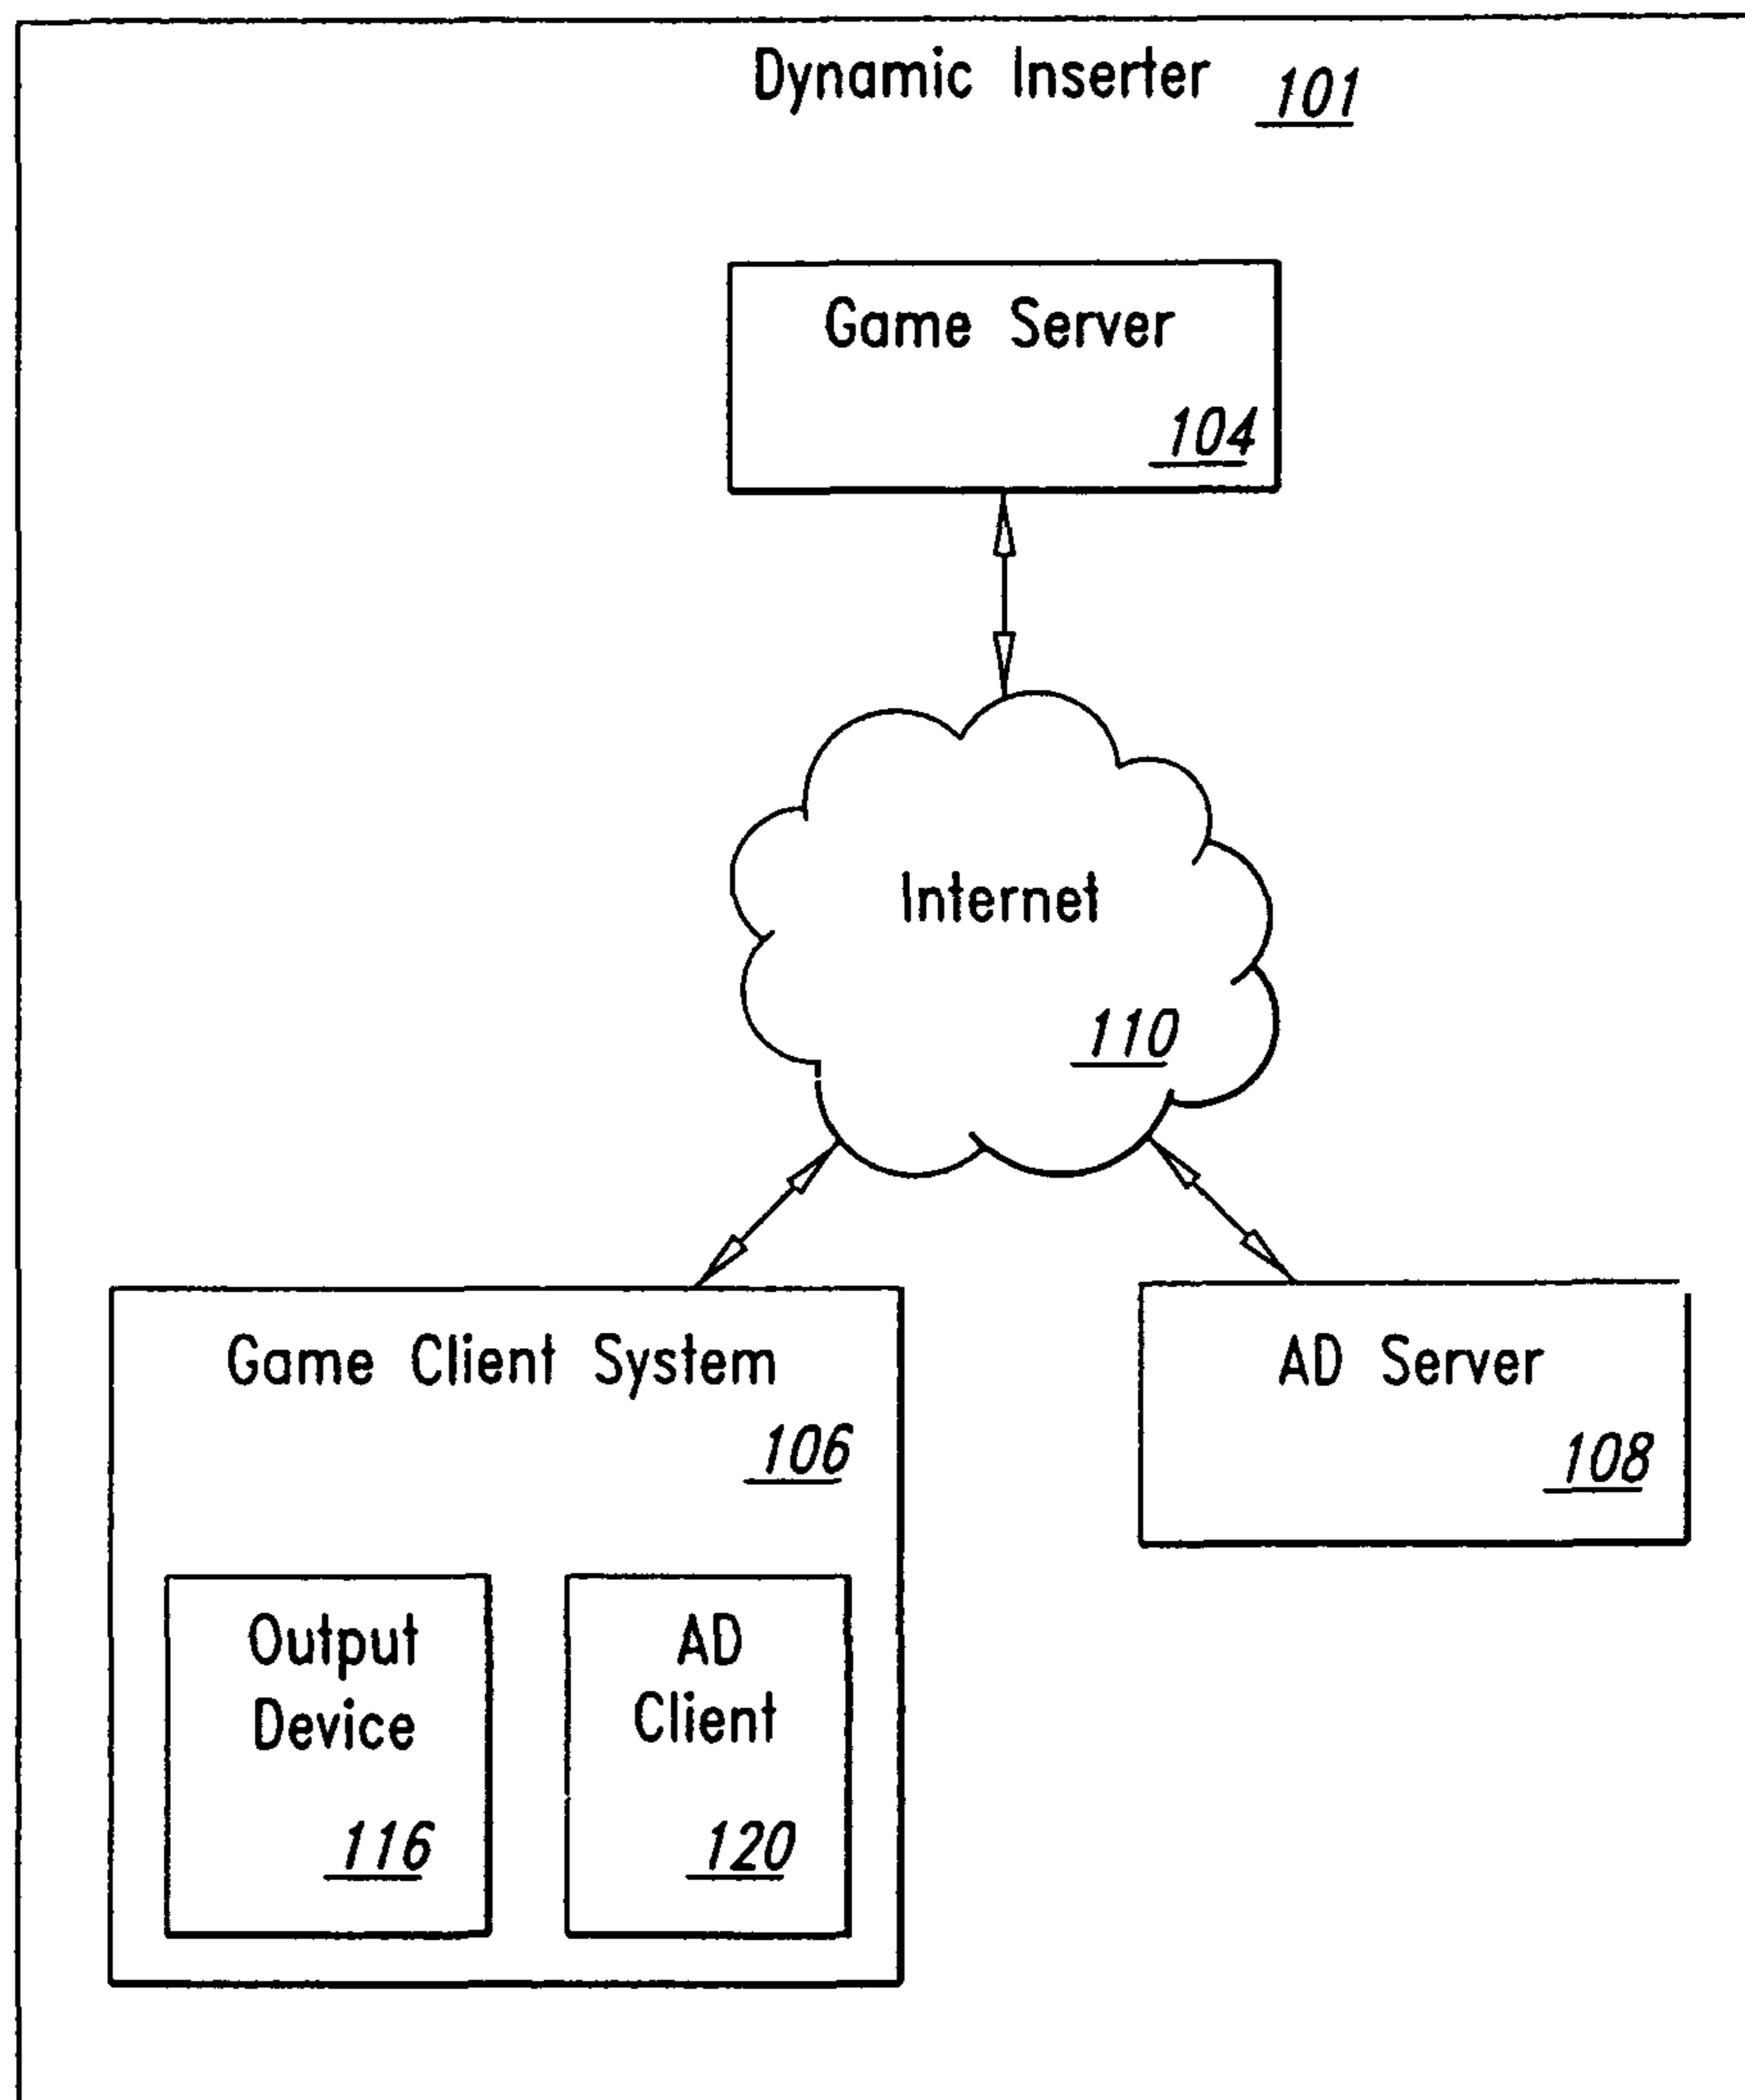 Dynamic Inserter 101
Game Server
104
Internet
110
Game Client System
106
AD Server
108
Output
Device
116
AD
Client
120